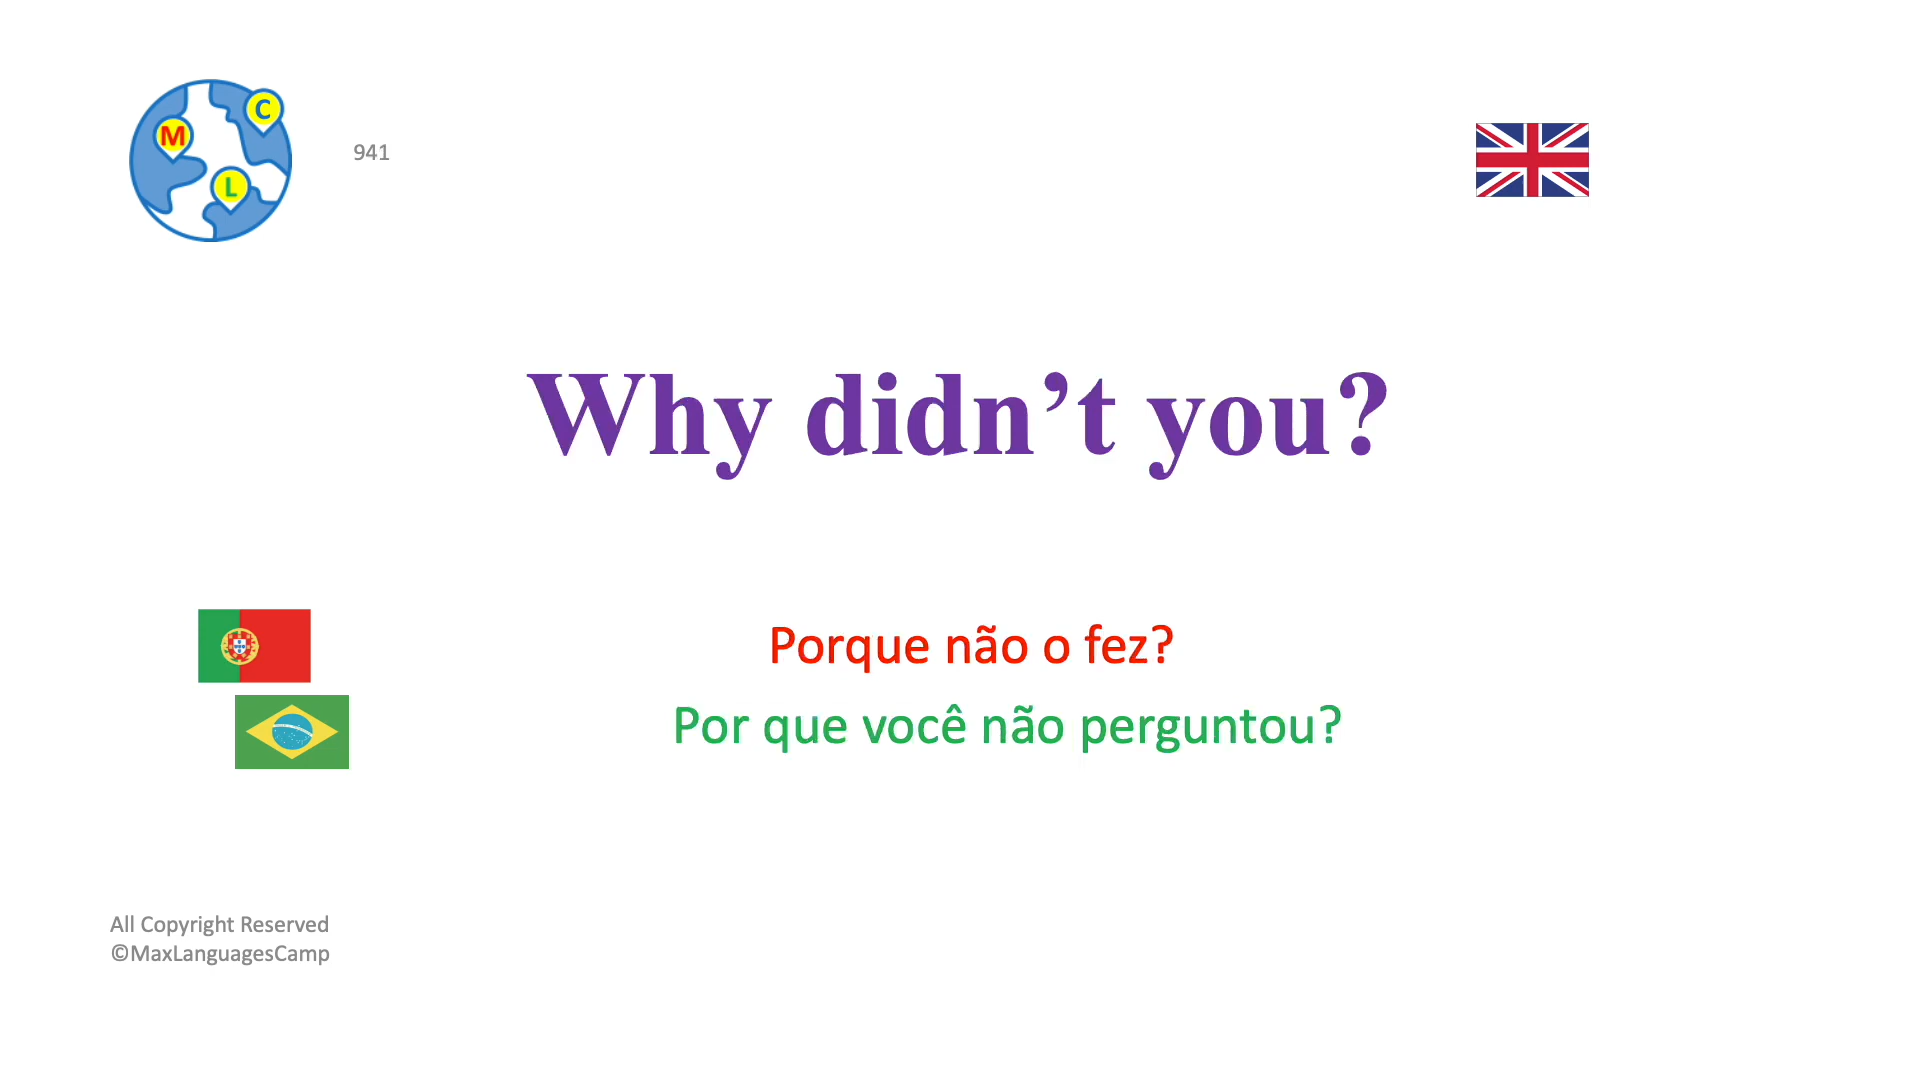 M
C
L
941
Why didn’t you?
Porque não o fez?
Por que você não perguntou?
All Copyright Reserved
©MaxLanguagesCamp